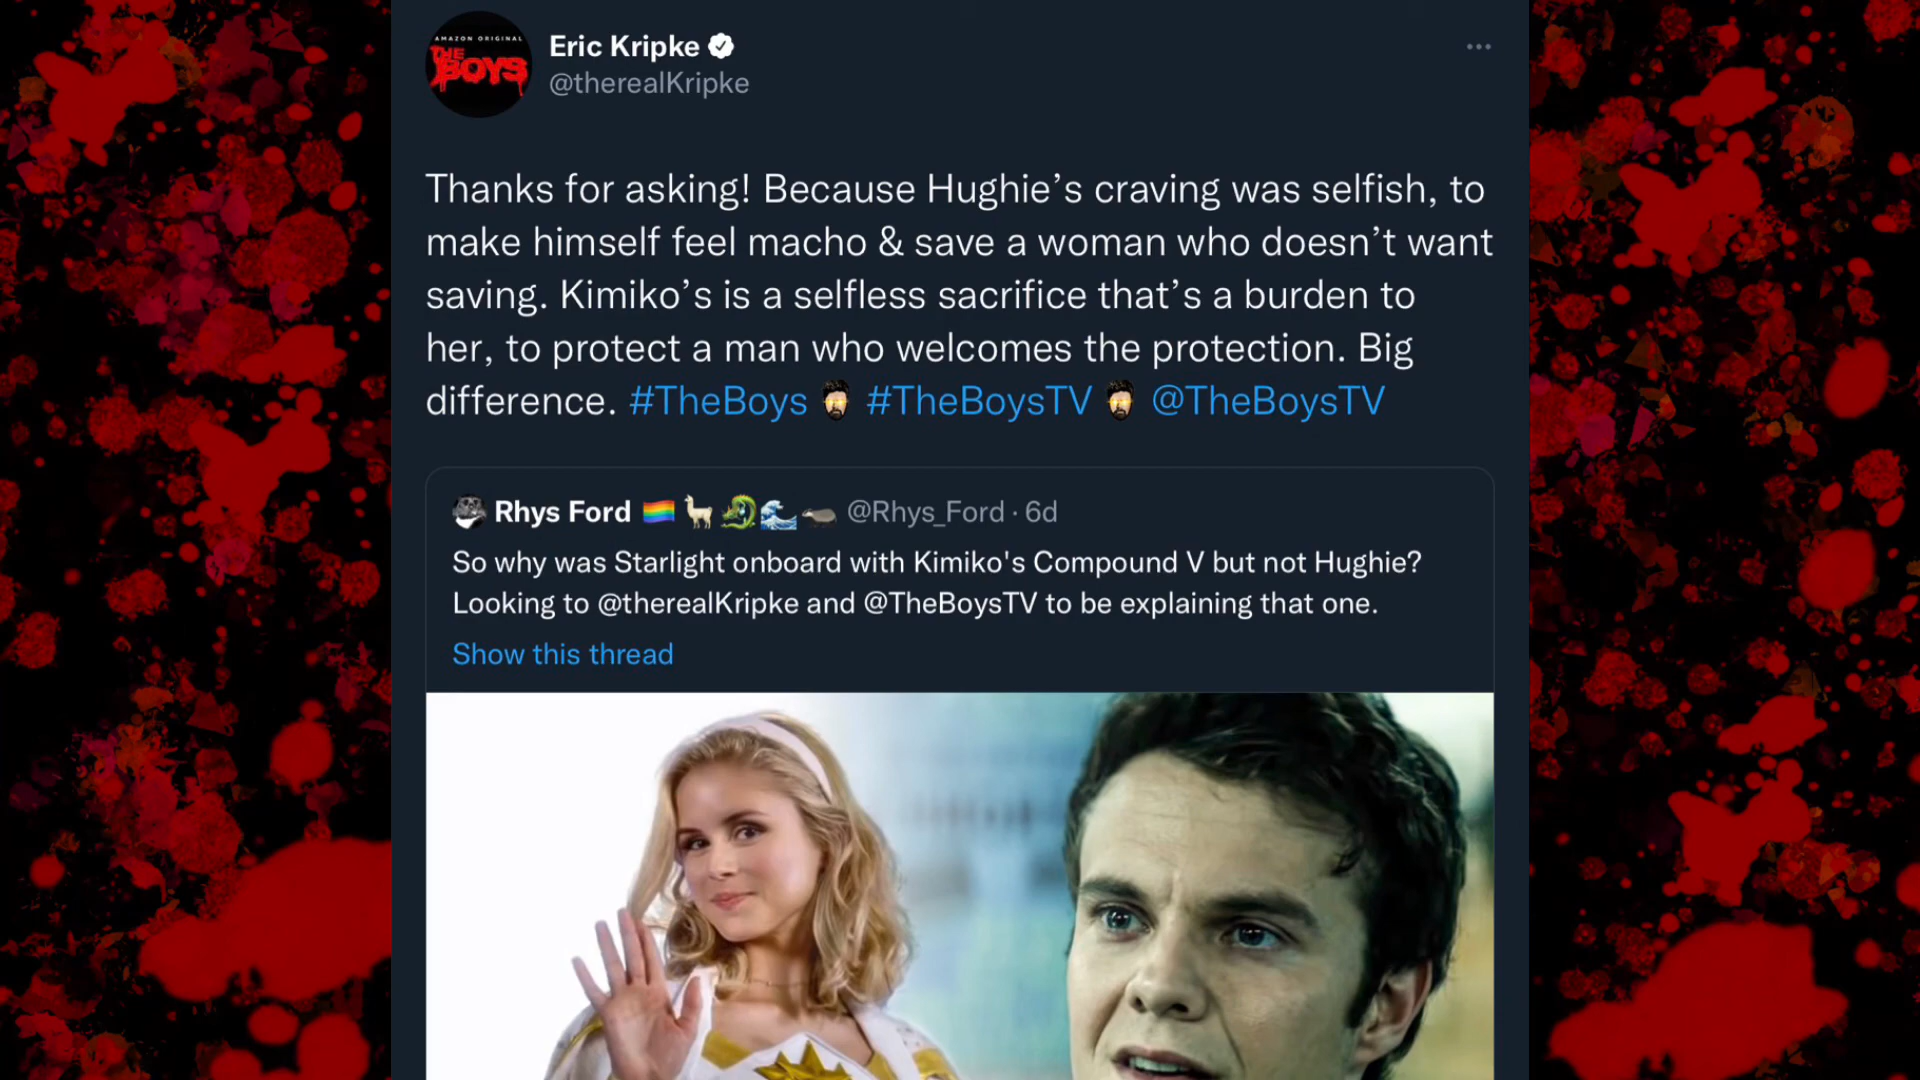 AMAZON ORIGINAL
THE
BOYS
Eric Kripke
@therealKripke
Thanks for asking! Because Hughie’s craving was selfish, to
make himself feel macho & save a woman who doesn’t want
saving. Kimiko’s is a selfless sacrifice that’s a burden to
her, to protect a man who welcomes the protection. Big
difference. #TheBoys #TheBoysTV @TheBoysTV
Rhys Ford @Rhys_Ford · 6d
So why was Starlight onboard with Kimiko's Compound V but not Hughie?
Looking to @therealKripke and @TheBoysTV to be explaining that one.
Show this thread